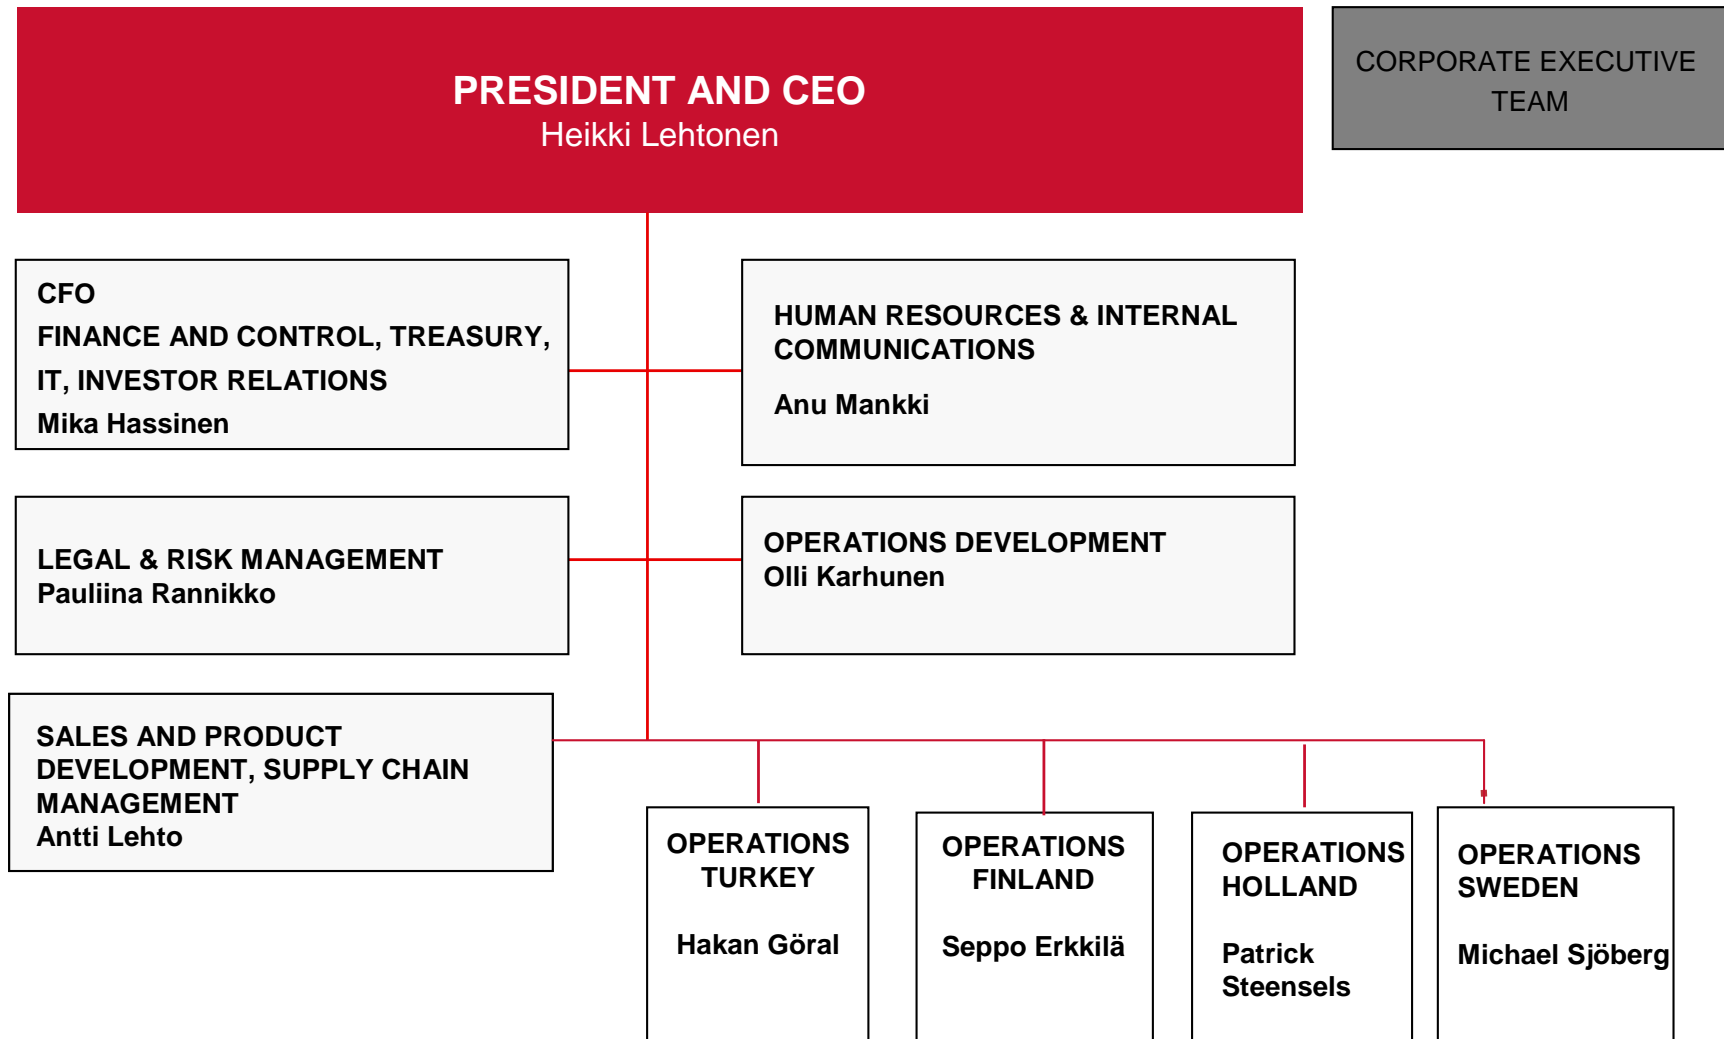 PRESIDENT AND CEO
Heikki Lehtonen
CORPORATE EXECUTIVE
TEAM
CFO
FINANCE AND CONTROL, TREASURY,
IT, INVESTOR RELATIONS
Mika Hassinen
HUMAN RESOURCES & INTERNAL
COMMUNICATIONS
Anu Mankki
LEGAL & RISK MANAGEMENT
Pauliina Rannikko
OPERATIONS DEVELOPMENT
Olli Karhunen
SALES AND PRODUCT
DEVELOPMENT, SUPPLY CHAIN
MANAGEMENT
Antti Lehto
OPERATIONS
TURKEY
Hakan Göral
OPERATIONS
FINLAND
Seppo Erkkilä
OPERATIONS
HOLLAND
Patrick
Steensels
OPERATIONS
SWEDEN
Michael Sjöberg